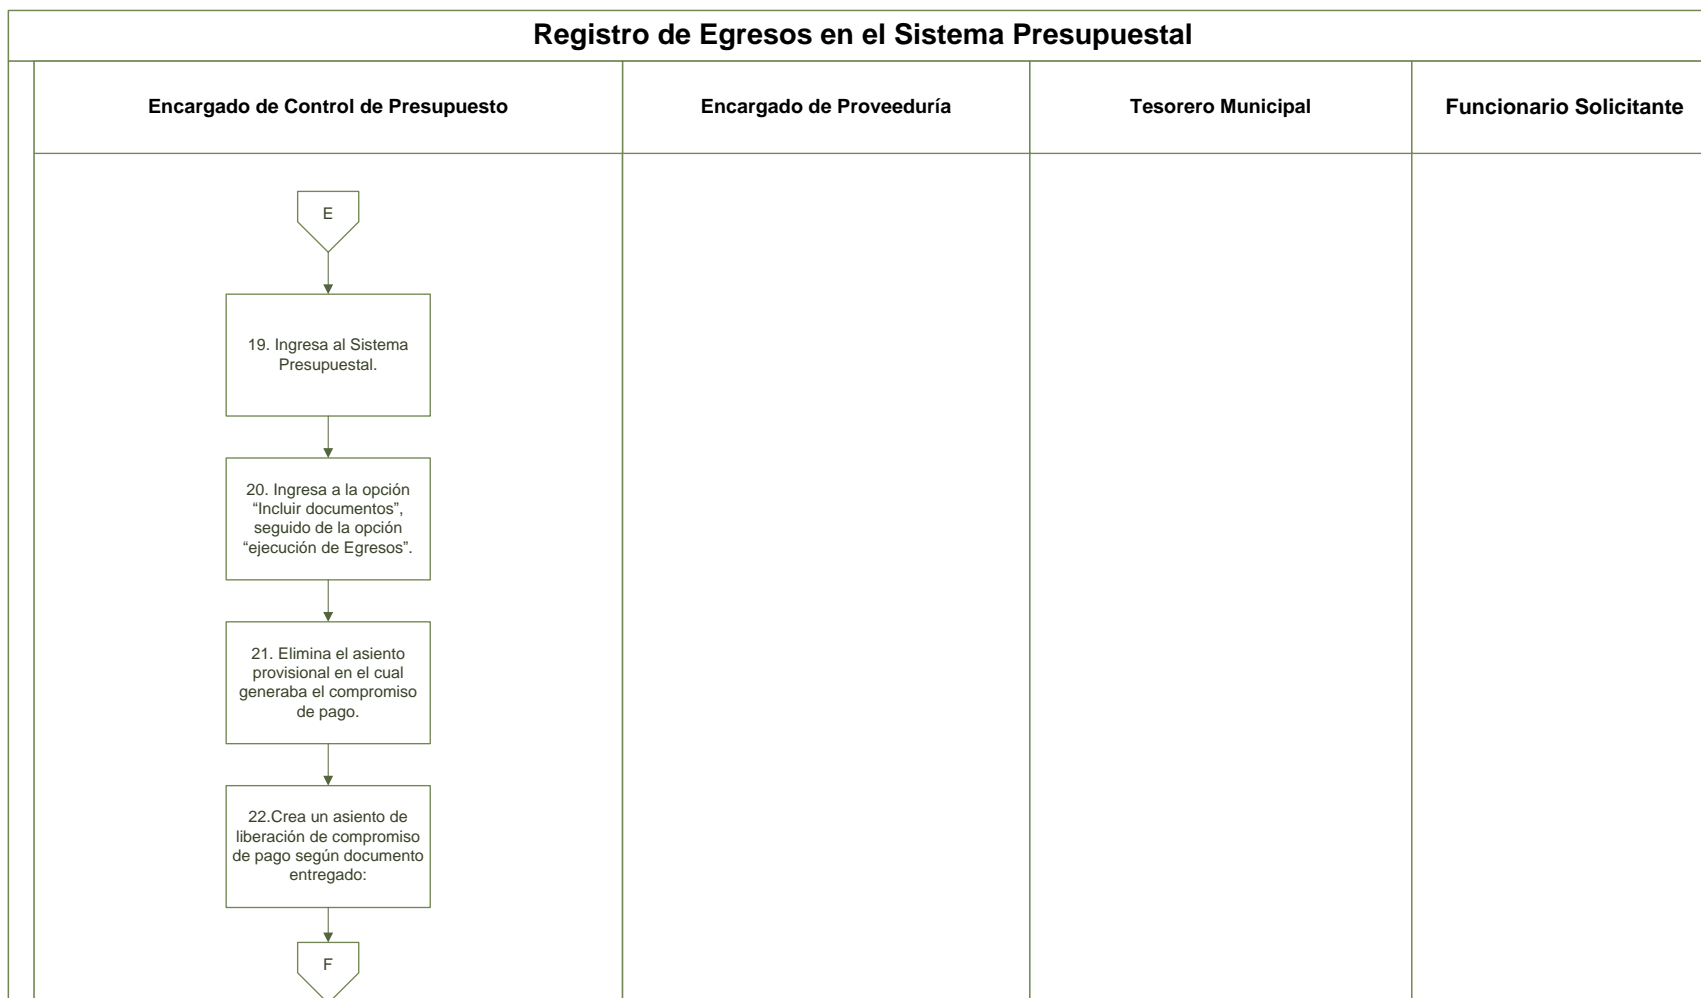 Registro de Egresos en el Sistema Presupuestal
Encargado de Control de Presupuesto
Encargado de Proveeduría
Tesorero Municipal
Funcionario Solicitante
E
19. Ingresa al Sistema
Presupuestal.
20. Ingresa a la opción
“Incluir documentos”,
seguido de la opción
“ejecución de Egresos”.
21. Elimina el asiento
provisional en el cual
generaba el compromiso
de pago.
22.Crea un asiento de
liberación de compromiso
de pago según documento
entregado:
F